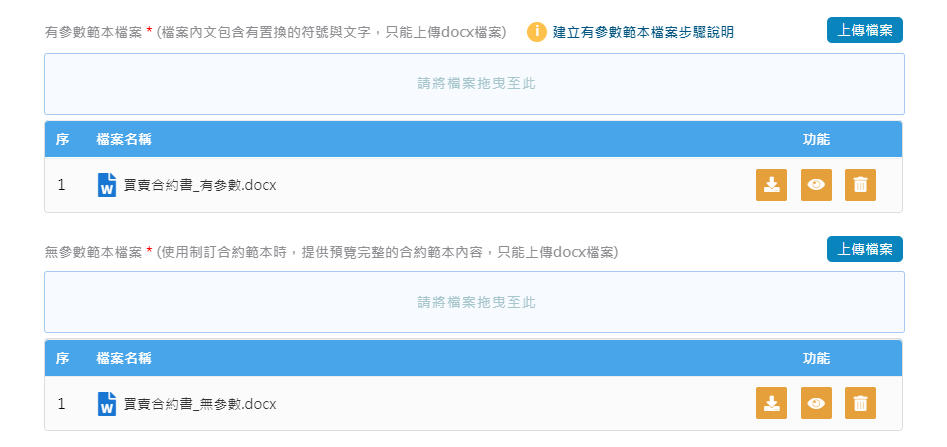 有參數範本檔案 * (檔案內文包含有置換的符號與文字，只能上傳docx檔案) i 建立有參數範本檔案步驟說明 上傳檔案
請將檔案拖曳至此
序 檔案名稱 功能
1 W 買賣合約書_有參數.docx
無參數範本檔案 * (使用制訂合約範本時，提供預覽完整的合約範本內容，只能上傳docx檔案) 上傳檔案
請將檔案拖曳至此
序 檔案名稱 功能
1 W 買賣合約書_無參數.docx